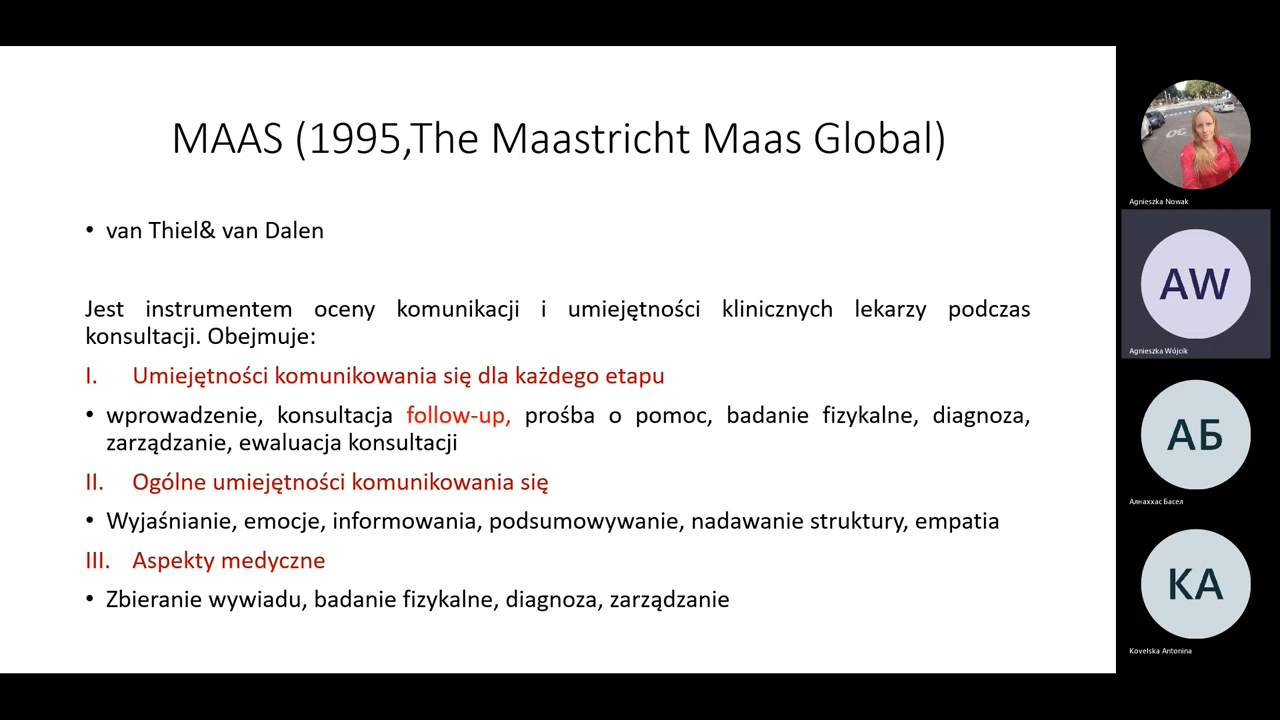 MAAS (1995,The Maastricht Maas Global)
• van Thiel& van Dalen
Jest instrumentem oceny komunikacji i umiejętności klinicznych lekarzy podczas
konsultacji. Obejmuje:
I. Umiejętności komunikowania się dla każdego etapu
• wprowadzenie, konsultacja follow-up, prośba o pomoc, badanie fizykalne, diagnoza,
zarządzanie, ewaluacja konsultacji
II. Ogólne umiejętności komunikowania się
• Wyjaśnianie, emocje, informowania, podsumowywanie, nadawanie struktury, empatia
III. Aspekty medyczne
• Zbieranie wywiadu, badanie fizykalne, diagnoza, zarządzanie
Agnieszka Nowak
AW
Agnieszka Wójcik
АБ
Алнаххас Басел
KA
Kovelska Antonina